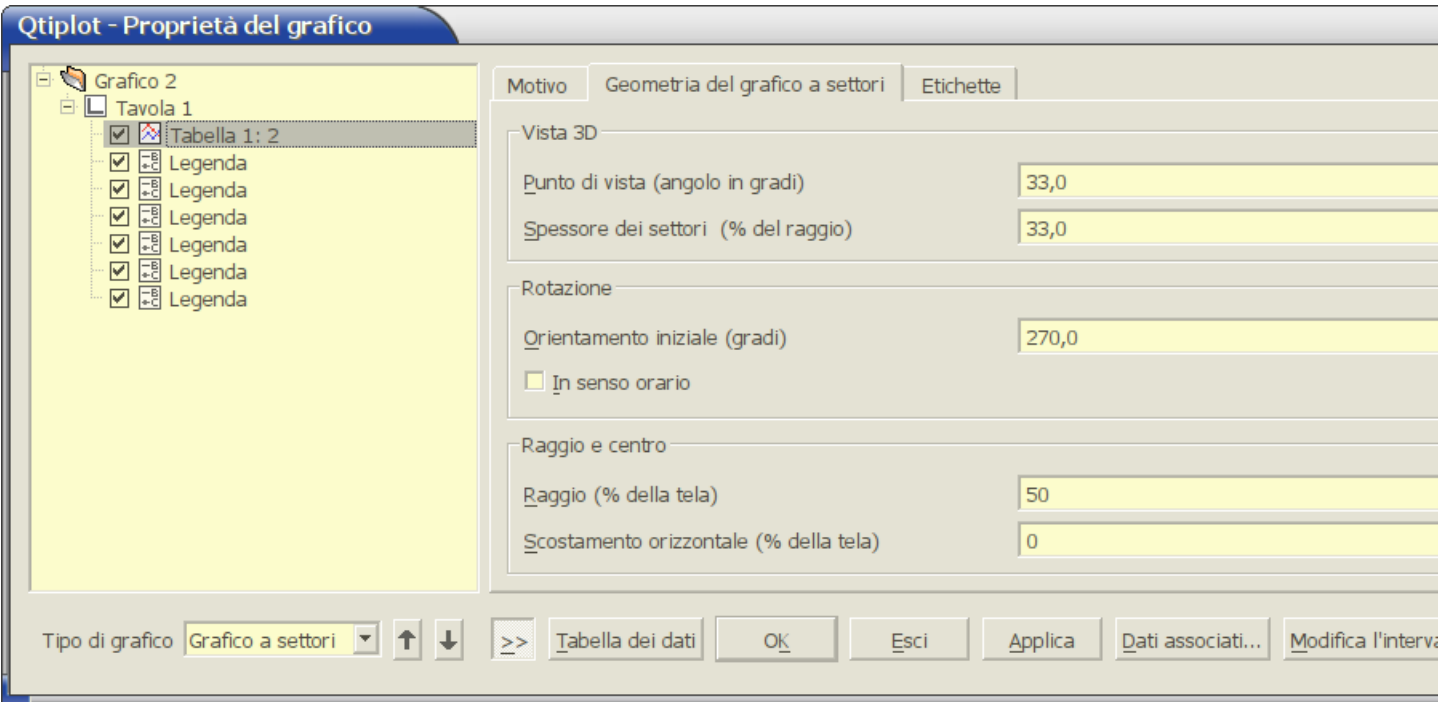 Qtiplot - Proprietà del grafico
Grafico 2
Tavola 1
Tabella 1: 2
Legenda
Legenda
Legenda
Legenda
Legenda
Legenda
Motivo
Geometria del grafico a settori
Etichette
Vista 3D
Punto di vista (angolo in gradi)
33,0
Spessore dei settori (% del raggio)
33,0
Rotazione
Orientamento iniziale (gradi)
270,0
In senso orario
Raggio e centro
Raggio (% della tela)
50
Scostamento orizzontale (% della tela)
0
Tipo di grafico
Grafico a settori
>>
Tabella dei dati
OK
Esci
Applica
Dati associati...
Modifica l'interva